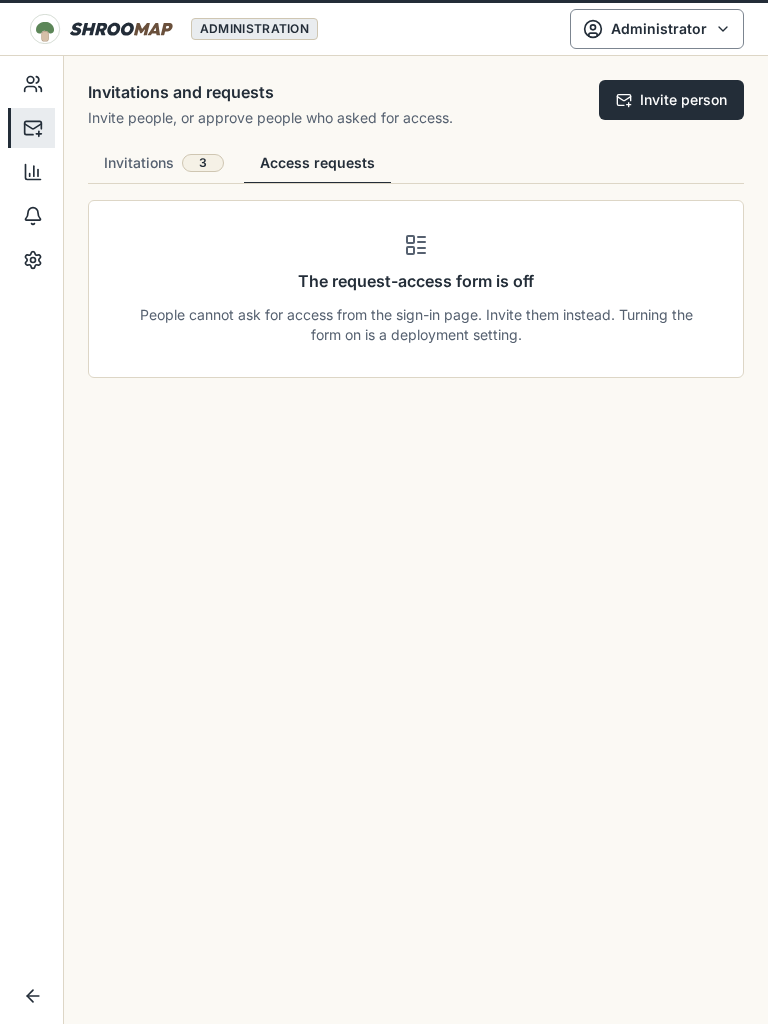 SHROOMAP
ADMINISTRATION
Administrator
Invitations and requests
Invite people, or approve people who asked for access.
Invite person
Invitations 3
Access requests
The request-access form is off
People cannot ask for access from the sign-in page. Invite them instead. Turning the
form on is a deployment setting.